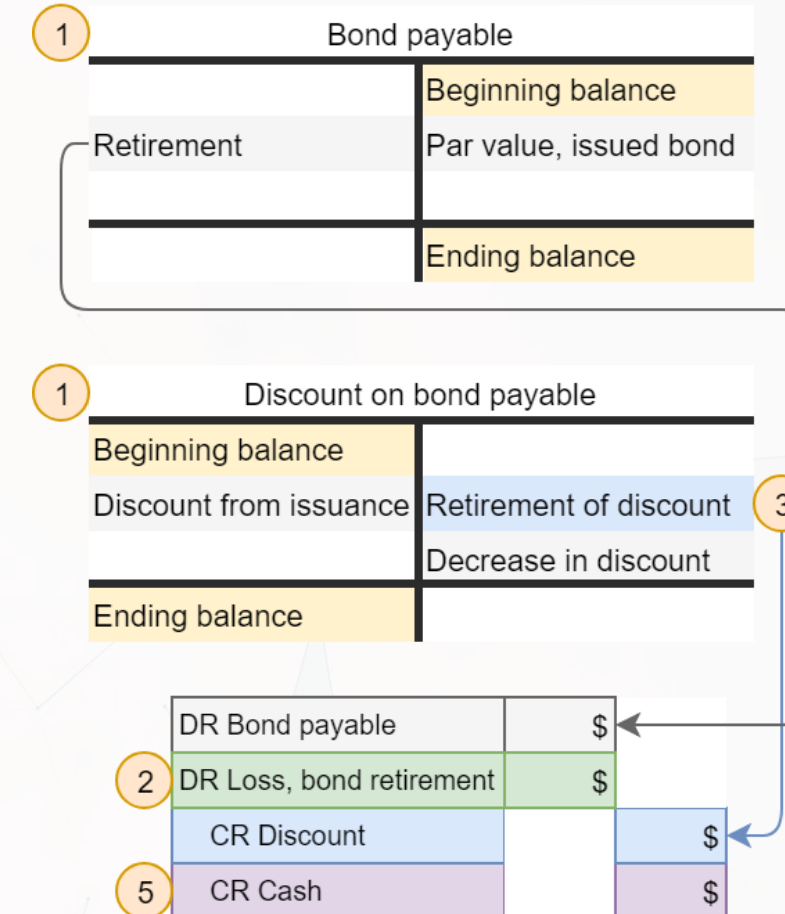 1
Bond payable
Beginning balance
Retirement
Par value, issued bond
Ending balance
1
Discount on bond payable
Beginning balance
Discount from issuance
Retirement of discount
3
Decrease in discount
Ending balance
DR Bond payable $
2 DR Loss, bond retirement $
CR Discount $
5 CR Cash $